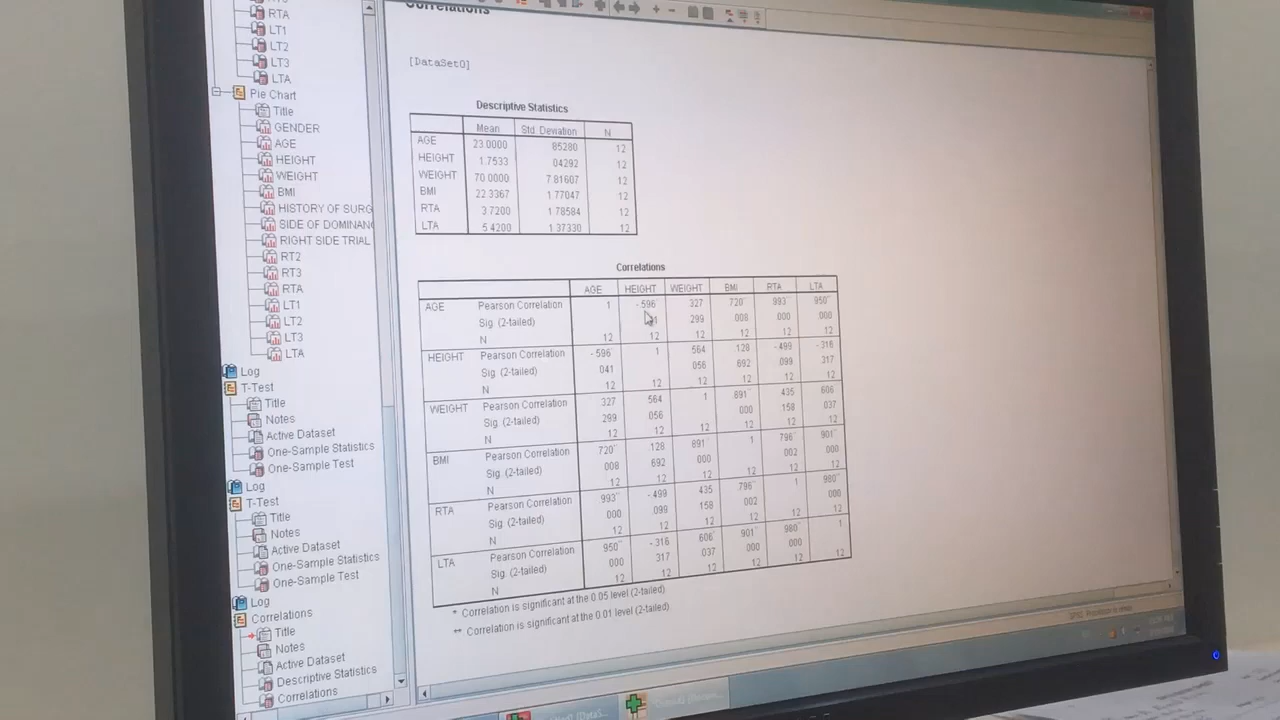 RTA
LT1
LT2
LT3
LTA
Pie Chart
Title
GENDER
AGE
HEIGHT
WEIGHT
BMI
HISTORY OF SURG
SIDE OF DOMINAN
RIGHT SIDE TRIAL
RT2
RT3
RTA
LT1
LT2
LT3
LTA
Log
T-Test
Title
Notes
Active Dataset
One-Sample Statistics
One-Sample Test
Log
T-Test
Title
Notes
Active Dataset
One-Sample Statistics
One-Sample Test
Log
Correlations
Title
Notes
Active Dataset
Descriptive Statistics
Correlations
Correlations
[DataSet0]
Descriptive Statistics
Mean Std. Deviation N
AGE 23.0000 .85280 12
HEIGHT 1.7533 .04292 12
WEIGHT 70.0000 7.81607 12
BMI 22.3367 1.77047 12
RTA 3.7200 1.78584 12
LTA 5.4200 1.37330 12
Correlations
AGE HEIGHT WEIGHT BMI RTA LTA
AGE Pearson Correlation 1 -.596 .327 .720** .993** .950**
Sig. (2-tailed) .299 .008 .000 .000
N 12 12 12 12 12 12
HEIGHT Pearson Correlation -.596* 1 .564 .128 -.499 -.316
Sig. (2-tailed) .041 .056 .692 .099 .317
N 12 12 12 12 12 12
WEIGHT Pearson Correlation .327 .564 1 .891** .435 .606
Sig. (2-tailed) .299 .056 .000 .158 .037
N 12 12 12 12 12 12
BMI Pearson Correlation .720** .128 .891 1 .796** .901**
Sig. (2-tailed) .008 .692 .000 .002 .000
N 12 12 12 12 12 12
RTA Pearson Correlation .993** -.499 .435 .796** 1 .980**
Sig. (2-tailed) .000 .099 .158 .002 .000
N 12 12 12 12 12 12
LTA Pearson Correlation .950** -.316 .606* .901** .980** 1
Sig. (2-tailed) .000 .317 .037 .000 .000
N 12 12 12 12 12 12
* Correlation is significant at the 0.05 level (2-tailed)
** Correlation is significant at the 0.01 level (2-tailed)